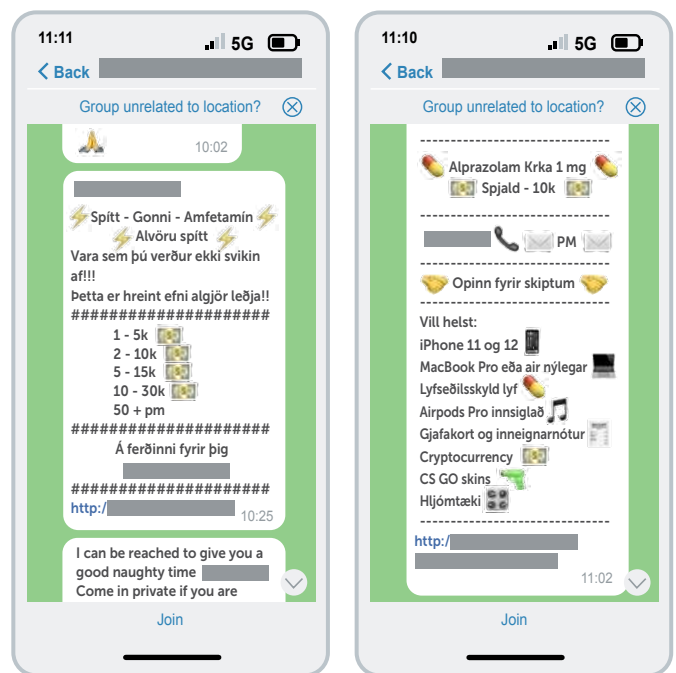 11:11
5G
Back
Group unrelated to location?
10:02
Spítt - Gonni - Amfetamín
Alvöru spítt
Vara sem þú verður ekki svikin
af!!!
Þetta er hreint efni algjör leðja!!
#####################
1 - 5k
2 - 10k
5 - 15k
10 - 30k
50 + pm
#####################
Á ferðinni fyrir þig
#####################
http:/
10:25
I can be reached to give you a
good naughty time
Come in private if you are
Join
11:10
5G
Back
Group unrelated to location?
-----------------------------
Alprazolam Krka 1 mg
Spjald - 10k
-----------------------------
PM
-----------------------------
Opinn fyrir skiptum
-----------------------------
Vill helst:
iPhone 11 og 12
MacBook Pro eða air nýlegar
Lyfseðilsskyld lyf
Airpods Pro innsiglað
Gjafakort og inneignarnótur
Cryptocurrency
CS GO skins
Hljómtæki
-----------------------------
http:/
11:02
Join